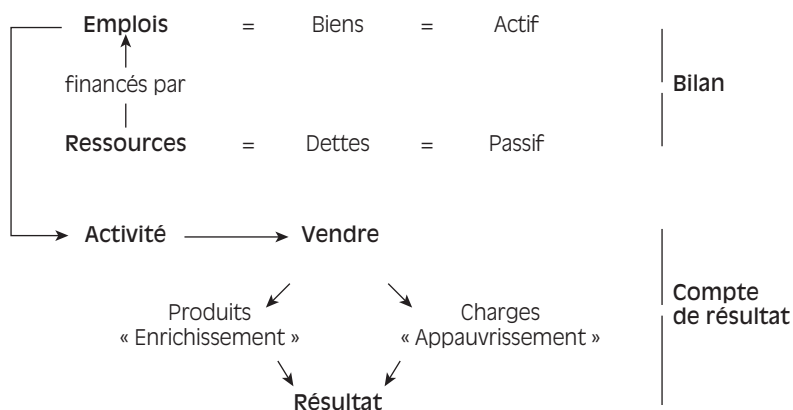 Emplois = Biens = Actif
financés par
Bilan
Ressources = Dettes = Passif
Activité Vendre
Produits
« Enrichissement »
Charges
« Appauvrissement »
Compte
de résultat
Résultat